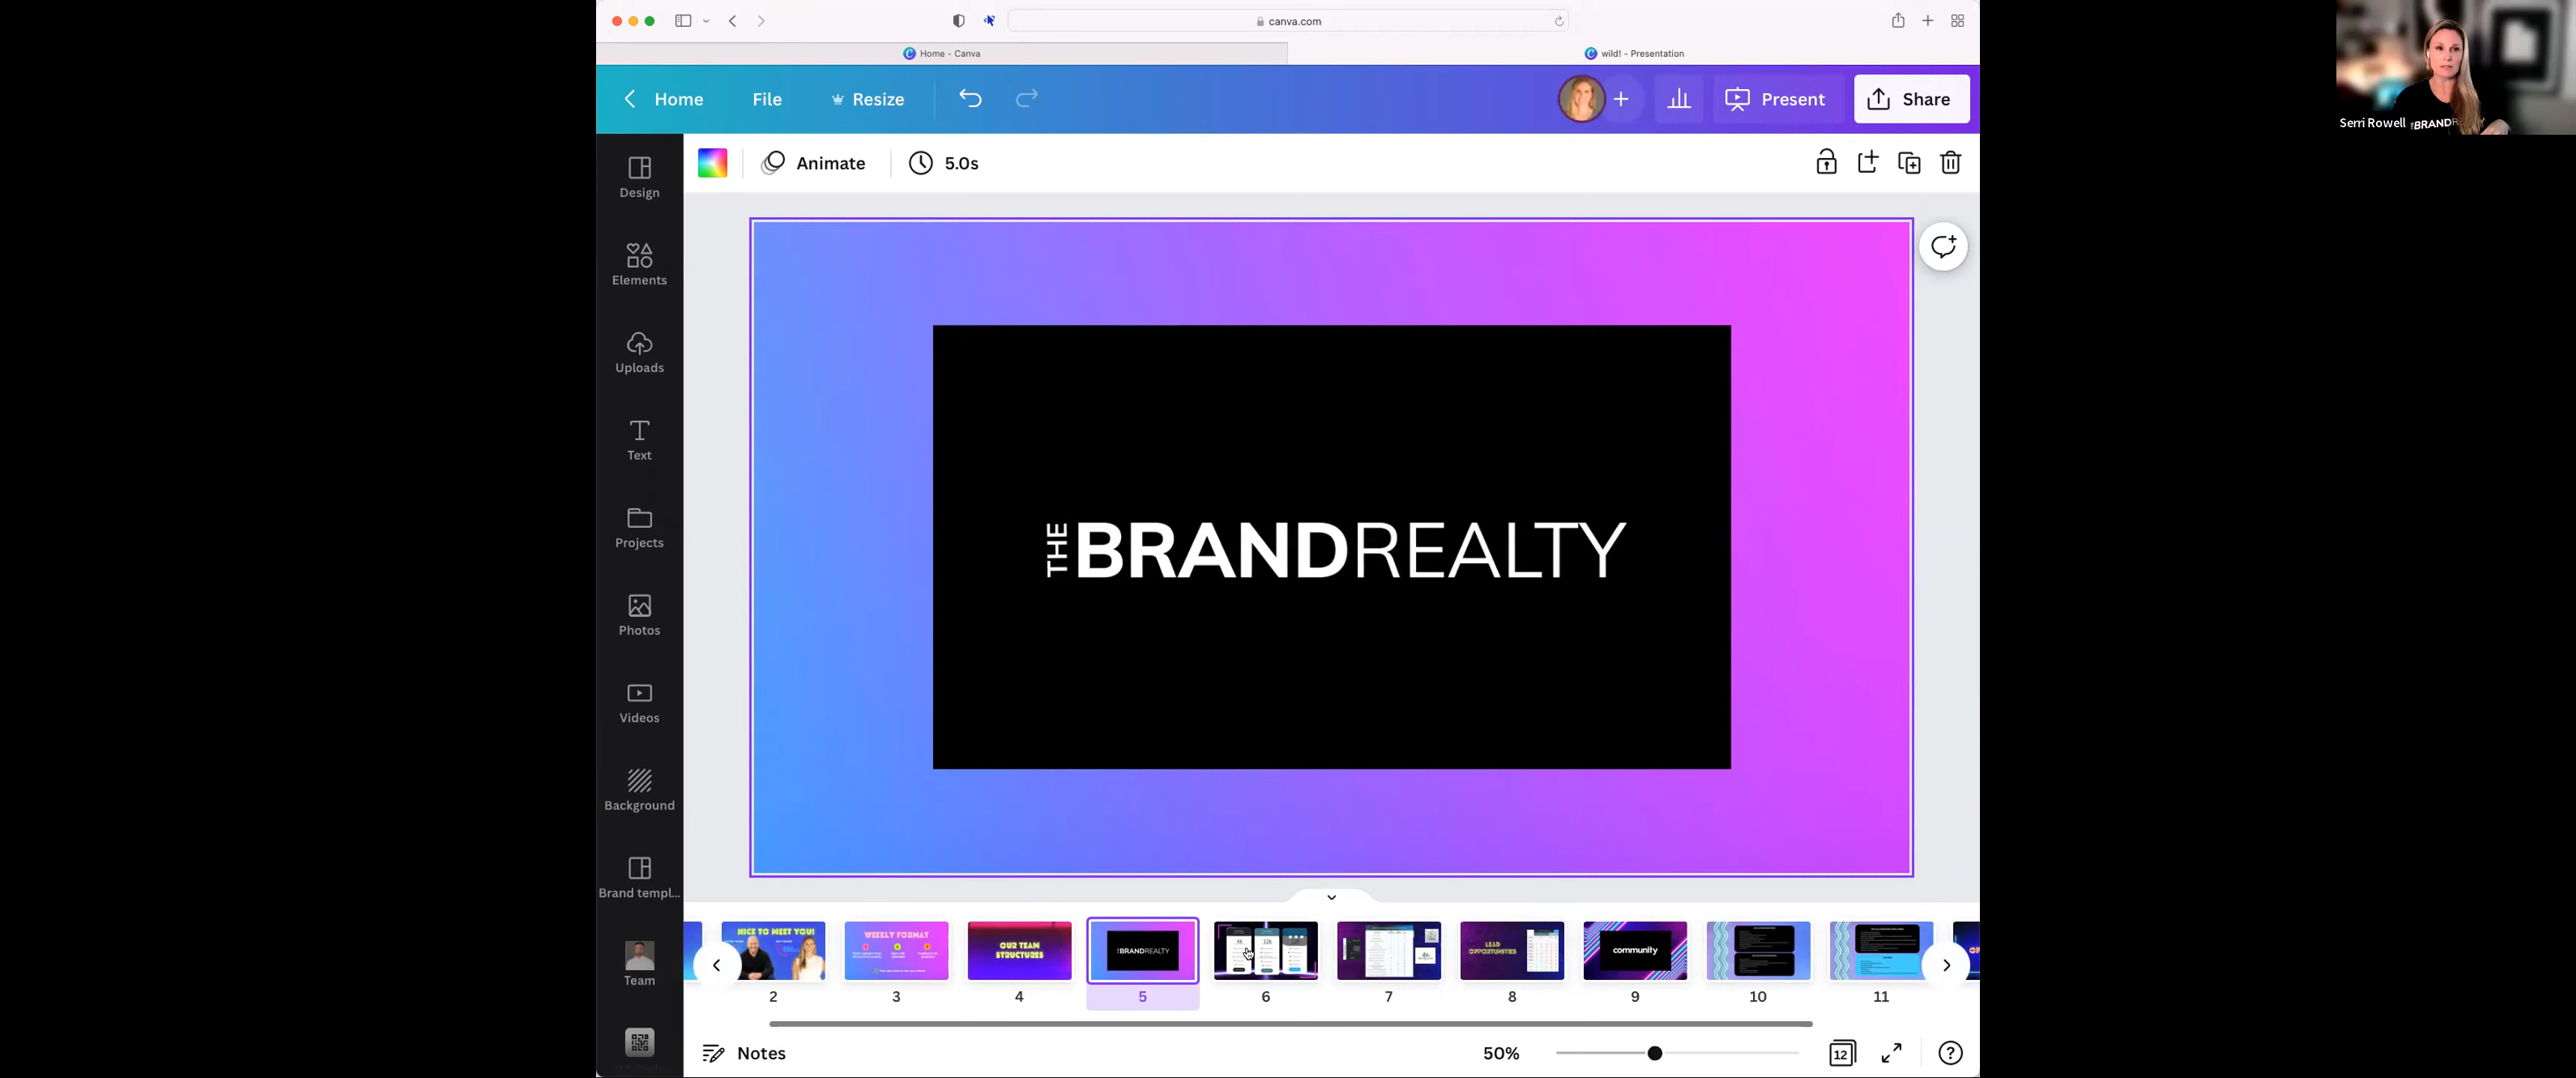 canva.com
Home - Canva
wild! - Presentation
Home
File
Resize
Present
Share
Serri Rowell
BRANDR
Animate
5.0s
Design
Elements
Uploads
Text
Projects
Photos
Videos
Background
Brand templ...
Team
THE BRANDREALTY
NICE TO MEET YOU!
WEEKLY FORMAT
OUR TEAM
STRUCTURES
BRANDREALTY
LEAD
OPPORTUNITIES
community
2
3
4
5
6
7
8
9
10
11
Notes
50%
12